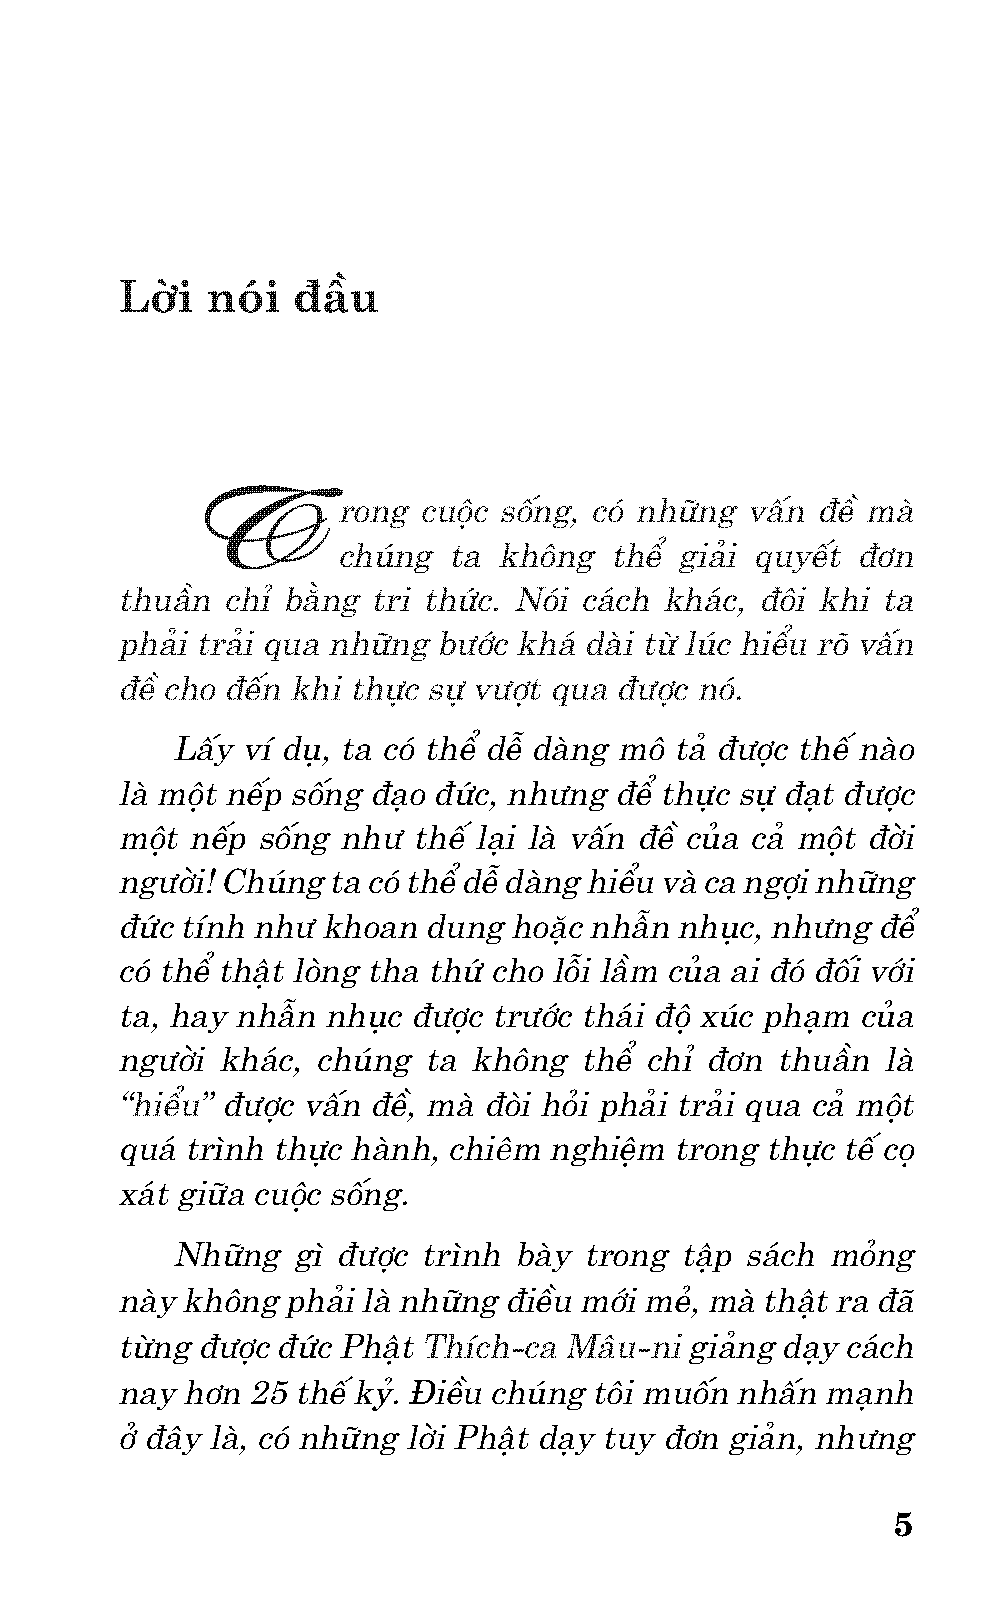 Lời nói đầu
Trong cuộc sống, có những vấn đề mà
chúng ta không thể giải quyết đơn
thuần chỉ bằng tri thức. Nói cách khác, đôi khi ta
phải trải qua những bước khá dài từ lúc hiểu rõ vấn
đề cho đến khi thực sự vượt qua được nó.
Lấy ví dụ, ta có thể dễ dàng mô tả được thế nào
là một nếp sống đạo đức, nhưng để thực sự đạt được
một nếp sống như thế lại là vấn đề của cả một đời
người! Chúng ta có thể dễ dàng hiểu và ca ngợi những
đức tính như khoan dung hoặc nhẫn nhục, nhưng để
có thể thật lòng tha thứ cho lỗi lầm của ai đó đối với
ta, hay nhẫn nhục được trước thái độ xúc phạm của
người khác, chúng ta không thể chỉ đơn thuần là
“hiểu” được vấn đề, mà đòi hỏi phải trải qua cả một
quá trình thực hành, chiêm nghiệm trong thực tế cọ
xát giữa cuộc sống.
Những gì được trình bày trong tập sách mỏng
này không phải là những điều mới mẻ, mà thật ra đã
từng được đức Phật Thích-ca Mâu-ni giảng dạy cách
nay hơn 25 thế kỷ. Điều chúng tôi muốn nhấn mạnh
ở đây là, có những lời Phật dạy tuy đơn giản, nhưng
5